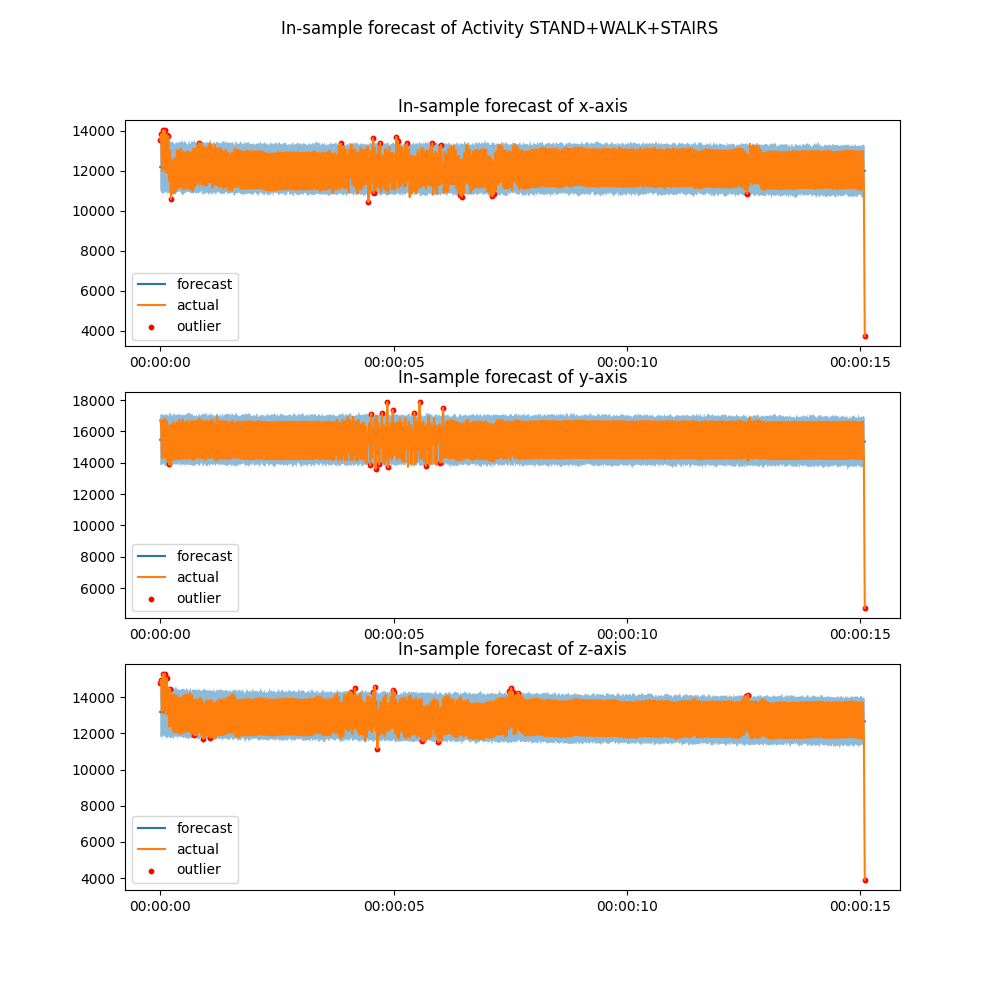 In-sample forecast of Activity STAND+WALK+STAIRS
In-sample forecast of x-axis
14000
12000
10000
8000
6000
4000
forecast
actual
outlier
00:00:00 00:00:05 00:00:10 00:00:15
In-sample forecast of y-axis
18000
16000
14000
12000
10000
8000
6000
forecast
actual
outlier
00:00:00 00:00:05 00:00:10 00:00:15
In-sample forecast of z-axis
14000
12000
10000
8000
6000
4000
forecast
actual
outlier
00:00:00 00:00:05 00:00:10 00:00:15